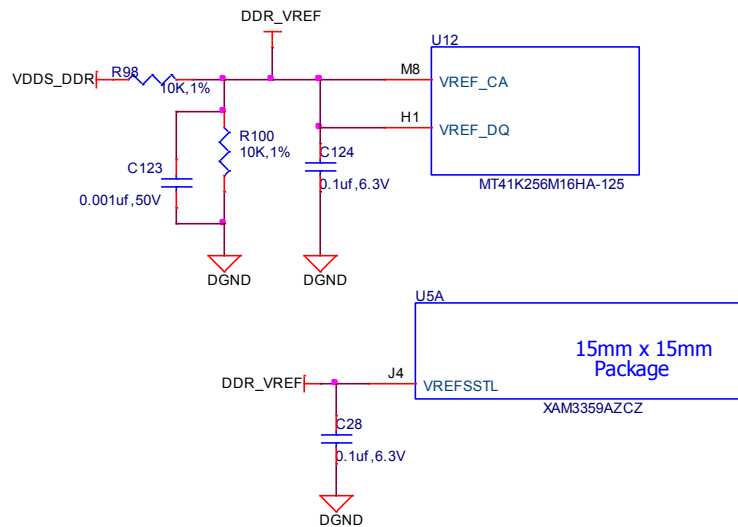 DDR_VREF
U12
VDDS_DDR
R98
10K,1%
M8
VREF_CA
H1
VREF_DQ
R100
10K,1%
C124
0.1uf,6.3V
C123
0.001uf,50V
MT41K256M16HA-125
DGND
DGND
U5A
15mm x 15mm
Package
DDR_VREF
J4
VREFSSTL
XAM3359AZCZ
C28
0.1uf,6.3V
DGND